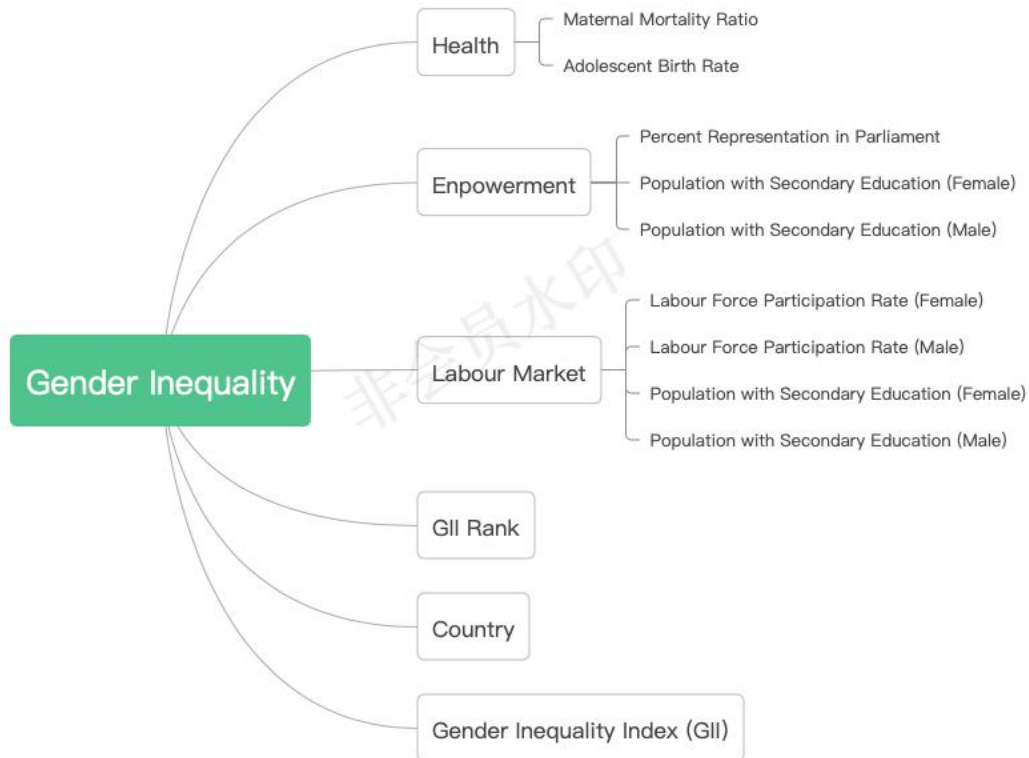 Maternal Mortality Ratio
Health
Adolescent Birth Rate
Percent Representation in Parliament
Enpowerment
Population with Secondary Education (Female)
Population with Secondary Education (Male)
Labour Force Participation Rate (Female)
Labour Force Participation Rate (Male)
Gender Inequality
Labour Market
Population with Secondary Education (Female)
Population with Secondary Education (Male)
GII Rank
Country
Gender Inequality Index (GII)
非会员水印